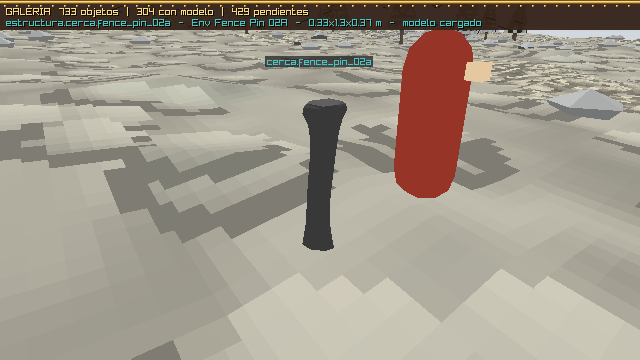 GALERIA 733 objetos | 304 con modelo | 429 pendientes
estructura.cerca.fence_pin_02a - Env Fence Pin 02A - 0.33x1.3x0.37 m - modelo cargado
cerca.fence_pin_02a